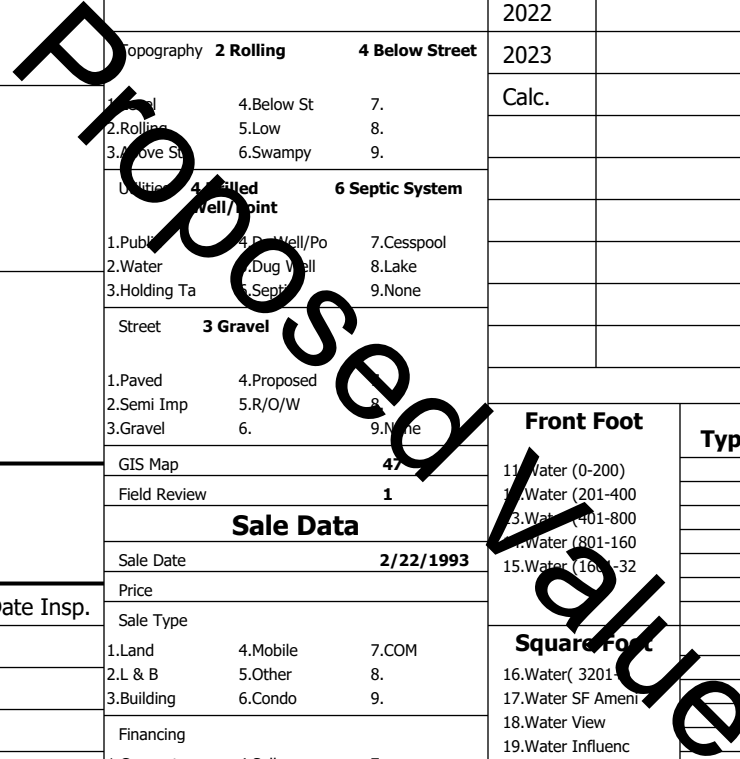 2022
Topography 2 Rolling 4 Below Street
2023
4.Below St 7.
Calc.
2.Rolling 5.Low 8.
3.Above St 6.Swampy 9.
Utilities 4 Drilled 6 Septic System
Well/Point
1.Publi 4.Dr Well/Po 7.Cesspool
2.Water 5.Dug Well 8.Lake
3.Holding Ta 6.Septic 9.None
Street 3 Gravel
1.Paved 4.Proposed
2.Semi Imp 5.R/O/W 8.
3.Gravel 6. 9.None
GIS Map 47
Field Review 1
Sale Data
Sale Date 2/22/1993
Price
Sale Type
1.Land 4.Mobile 7.COM
2.L & B 5.Other 8.
3.Building 6.Condo 9.
Financing
Date Insp.
Front Foot
Typ
11.Water (0-200)
12.Water (201-400
13.Water (401-800
14.Water (801-160
15.Water (1601-32
Square Foot
16.Water( 3201-
17.Water SF Ameni
18.Water View
19.Water Influenc
Proposed Value